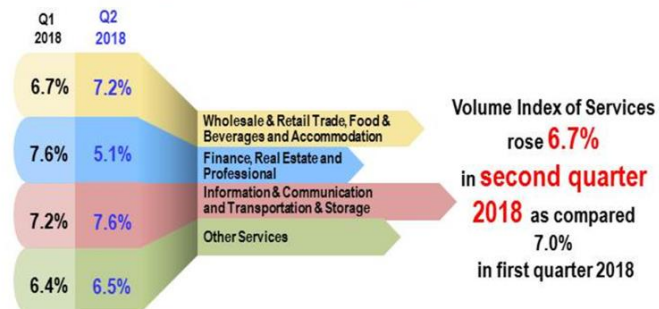 Q1
2018
Q2
2018
6.7%
7.2%
Wholesale & Retail Trade, Food &
Beverages and Accommodation
7.6%
5.1%
Finance, Real Estate and
Professional
7.2%
7.6%
Information & Communication
and Transportation & Storage
6.4%
6.5%
Other Services
Volume Index of Services
rose 6.7%
in second quarter
2018 as compared
7.0%
in first quarter 2018